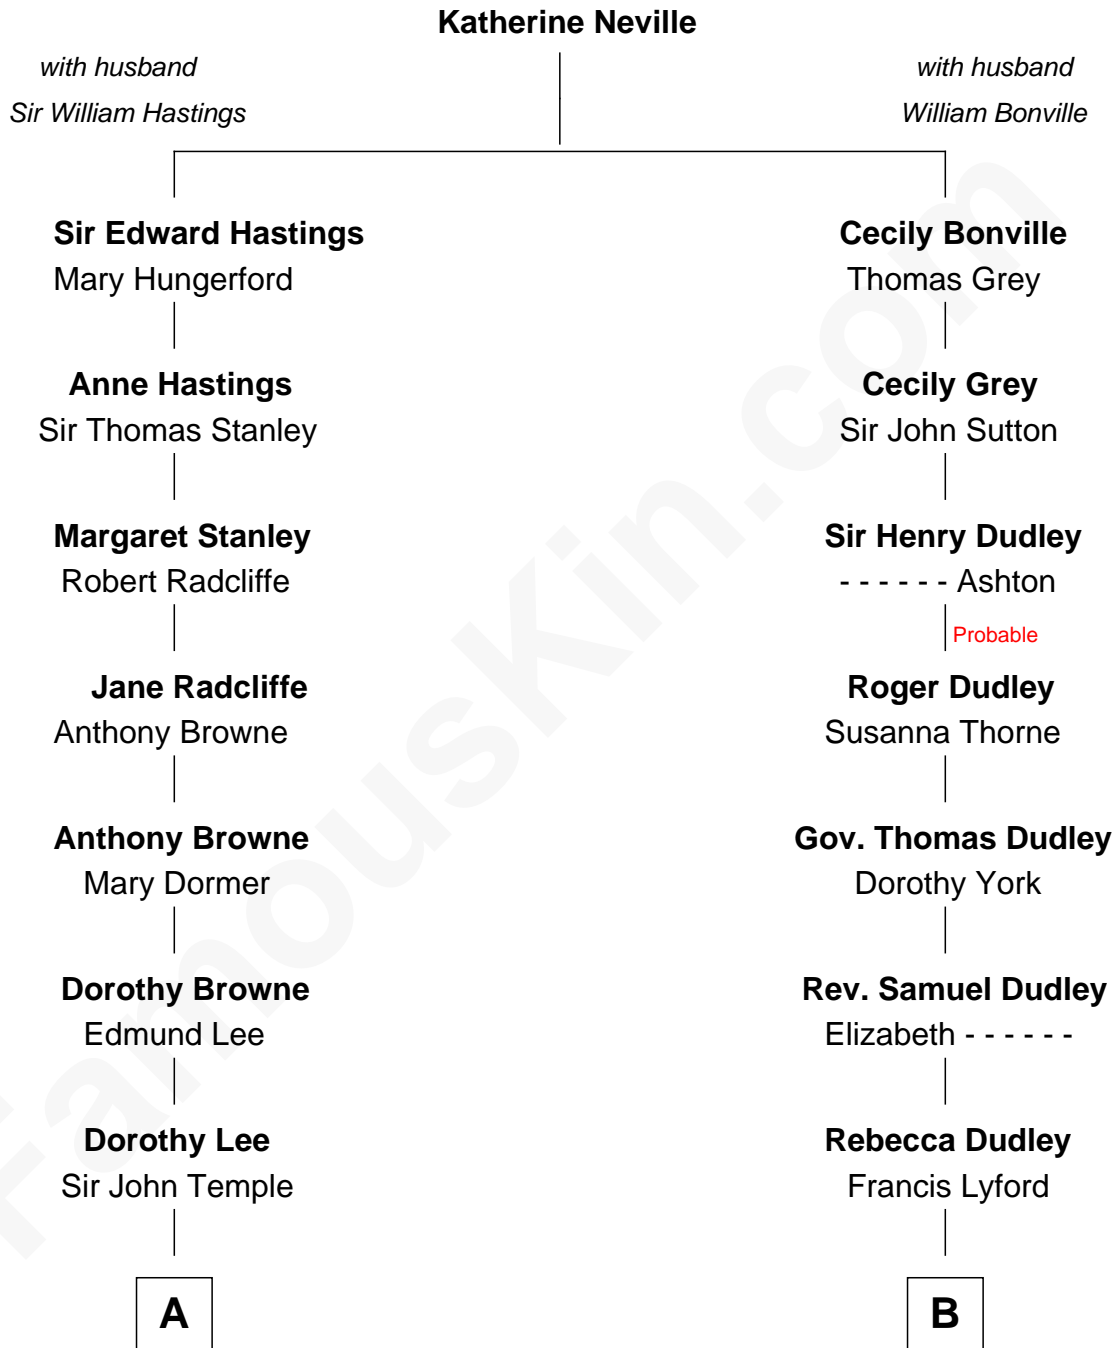 Katherine Neville
with husband
Sir William Hastings
with husband
William Bonville
Sir Edward Hastings
Mary Hungerford
Cecily Bonville
Thomas Grey
Anne Hastings
Sir Thomas Stanley
Cecily Grey
Sir John Sutton
Margaret Stanley
Robert Radcliffe
Sir Henry Dudley
- - - - - - Ashton
Probable
Jane Radcliffe
Anthony Browne
Roger Dudley
Susanna Thorne
Anthony Browne
Mary Dormer
Gov. Thomas Dudley
Dorothy York
Dorothy Browne
Edmund Lee
Rev. Samuel Dudley
Elizabeth - - - - - -
Dorothy Lee
Sir John Temple
Rebecca Dudley
Francis Lyford
A
B
FamousKin.com